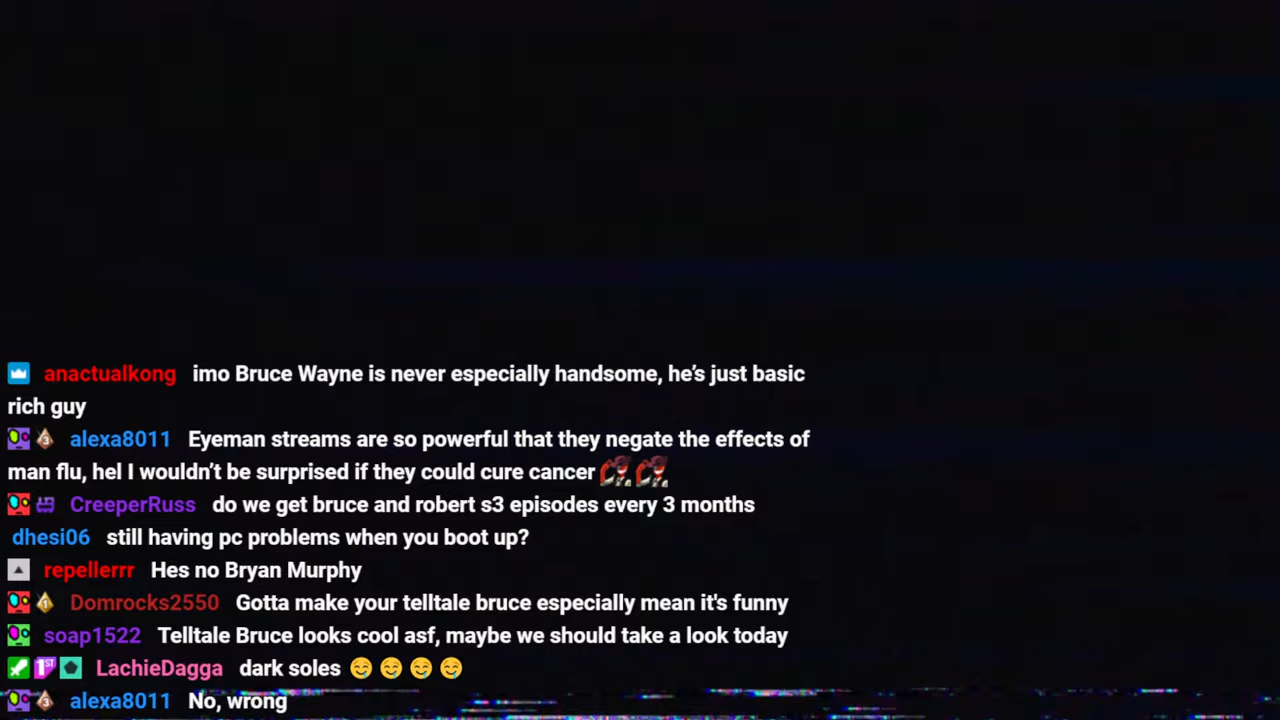 anactualkong imo Bruce Wayne is never especially handsome, he’s just basic
rich guy
alexa8011 Eyeman streams are so powerful that they negate the effects of
man flu, hel I wouldn’t be surprised if they could cure cancer
CreeperRuss do we get bruce and robert s3 episodes every 3 months
dhesi06 still having pc problems when you boot up?
repellerrr Hes no Bryan Murphy
Domrocks2550 Gotta make your telltale bruce especially mean it's funny
soap1522 Telltale Bruce looks cool asf, maybe we should take a look today
LachieDagga dark soles 😋 😋 😋 😋
alexa8011 No, wrong